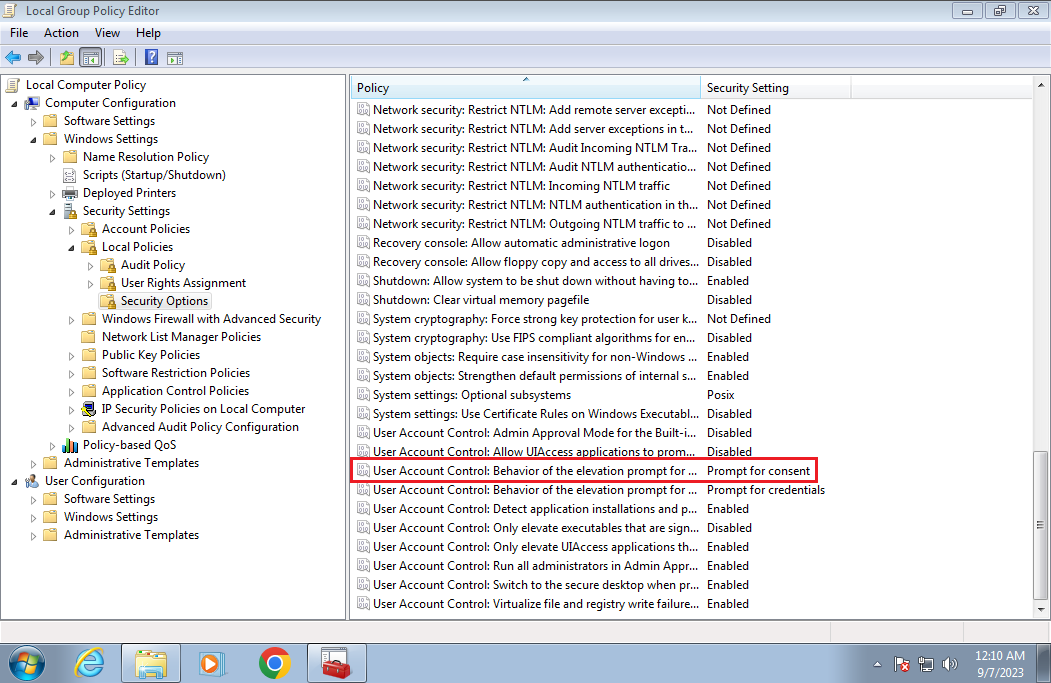 Local Group Policy Editor
File Action View Help
Local Computer Policy
Computer Configuration
Software Settings
Windows Settings
Name Resolution Policy
Scripts (Startup/Shutdown)
Deployed Printers
Security Settings
Account Policies
Local Policies
Audit Policy
User Rights Assignment
Security Options
Windows Firewall with Advanced Security
Network List Manager Policies
Public Key Policies
Software Restriction Policies
Application Control Policies
IP Security Policies on Local Computer
Advanced Audit Policy Configuration
Policy-based QoS
Administrative Templates
User Configuration
Software Settings
Windows Settings
Administrative Templates
Policy Security Setting
Network security: Restrict NTLM: Add remote server excepti... Not Defined
Network security: Restrict NTLM: Add server exceptions in t... Not Defined
Network security: Restrict NTLM: Audit Incoming NTLM Tra... Not Defined
Network security: Restrict NTLM: Audit NTLM authenticatio... Not Defined
Network security: Restrict NTLM: Incoming NTLM traffic Not Defined
Network security: Restrict NTLM: NTLM authentication in th... Not Defined
Network security: Restrict NTLM: Outgoing NTLM traffic to ... Not Defined
Recovery console: Allow automatic administrative logon Disabled
Recovery console: Allow floppy copy and access to all drives... Disabled
Shutdown: Allow system to be shut down without having to... Enabled
Shutdown: Clear virtual memory pagefile Disabled
System cryptography: Force strong key protection for user k... Not Defined
System cryptography: Use FIPS compliant algorithms for en... Disabled
System objects: Require case insensitivity for non-Windows ... Enabled
System objects: Strengthen default permissions of internal s... Enabled
System settings: Optional subsystems Posix
System settings: Use Certificate Rules on Windows Executabl... Disabled
User Account Control: Admin Approval Mode for the Built-i... Disabled
User Account Control: Allow UIAccess applications to prom... Disabled
User Account Control: Behavior of the elevation prompt for ... Prompt for consent
User Account Control: Behavior of the elevation prompt for ... Prompt for credentials
User Account Control: Detect application installations and p... Enabled
User Account Control: Only elevate executables that are sign... Disabled
User Account Control: Only elevate UIAccess applications th... Enabled
User Account Control: Run all administrators in Admin Appr... Enabled
User Account Control: Switch to the secure desktop when pr... Enabled
User Account Control: Virtualize file and registry write failure... Enabled
12:10 AM
9/7/2023